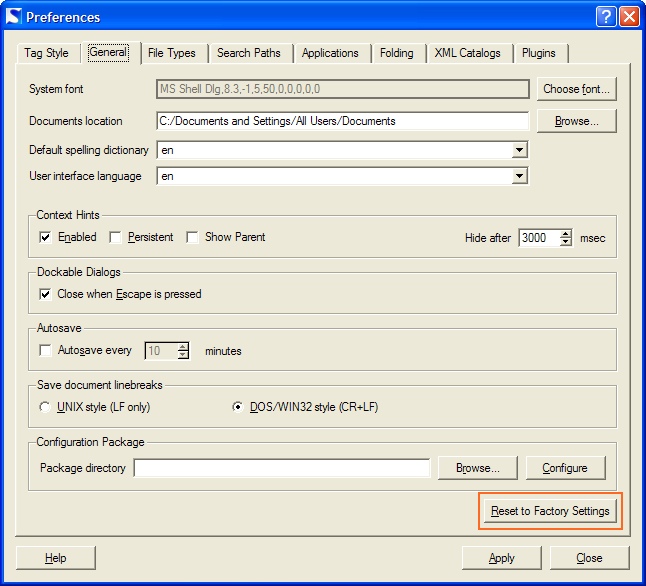 Preferences
Tag Style General File Types Search Paths Applications Folding XML Catalogs Plugins
System font MS Shell Dlg,8.3,-1,5,50,0,0,0,0,0 Choose font...
Documents location C:/Documents and Settings/All Users/Documents Browse...
Default spelling dictionary en
User interface language en
Context Hints
Enabled Persistent Show Parent Hide after 3000 msec
Dockable Dialogs
Close when Escape is pressed
Autosave
Autosave every 10 minutes
Save document linebreaks
UNIX style (LF only) DOS/WIN32 style (CR+LF)
Configuration Package
Package directory Browse... Configure
Reset to Factory Settings
Help Apply Close